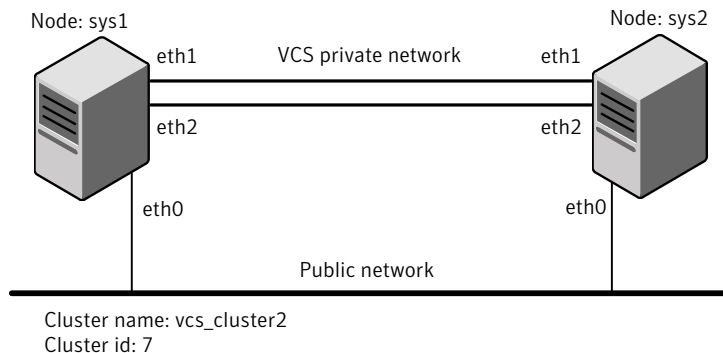 Node: sys1
Node: sys2
eth1
VCS private network
eth1
eth2
eth2
eth0
eth0
Public network
Cluster name: vcs_cluster2
Cluster id: 7